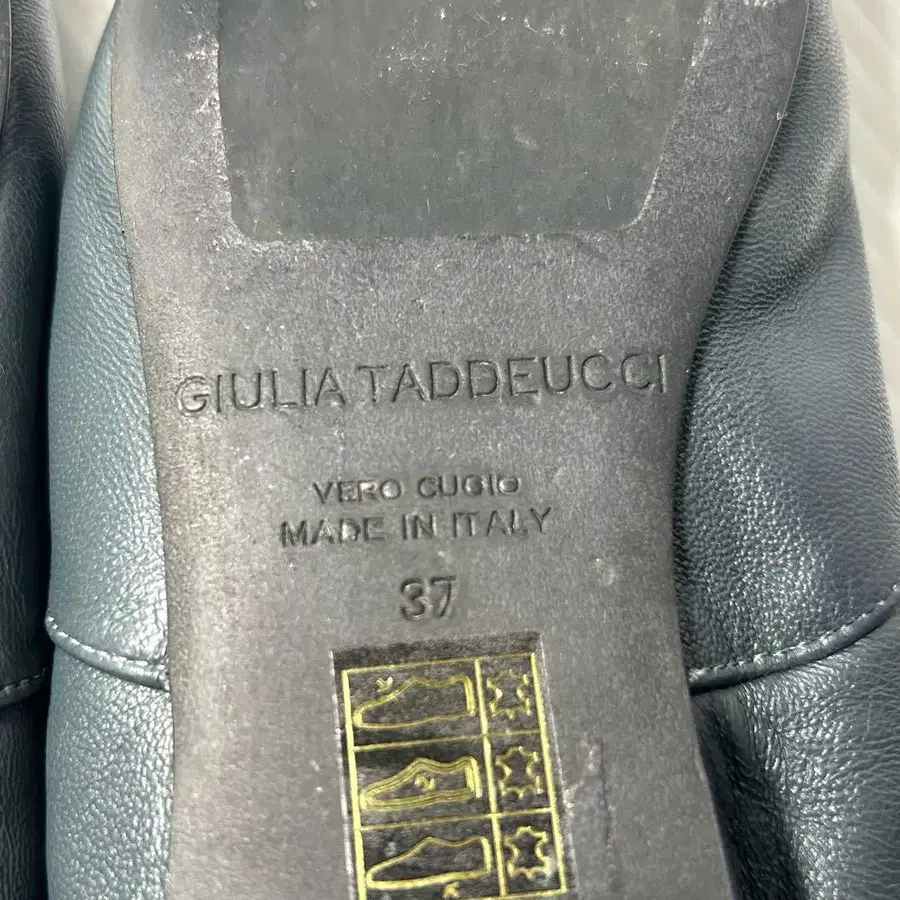 GIULIA TADDEUCCI
VERO CUOIO
MADE IN ITALY
37